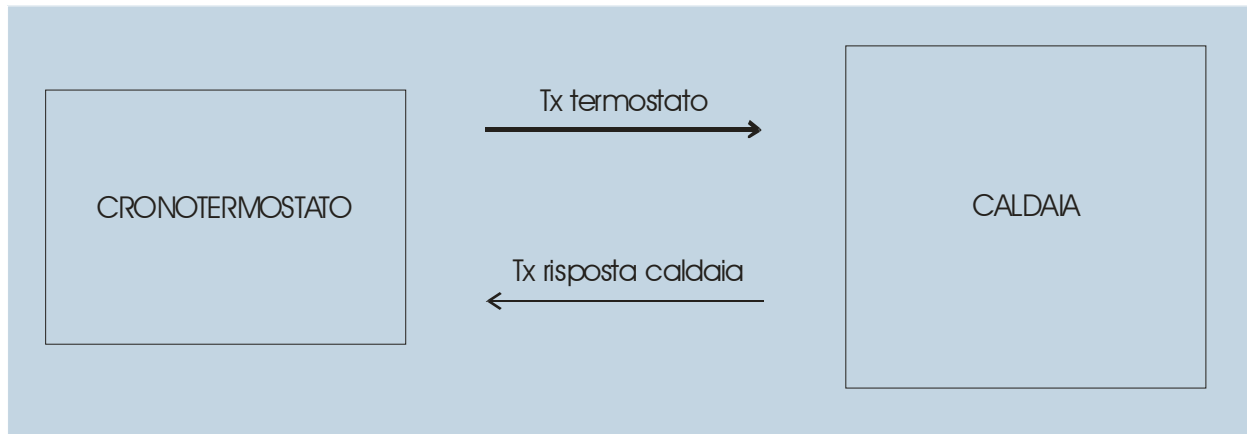 Tx termostato
CRONOTERMOSTATO
CALDAIA
Tx risposta caldaia